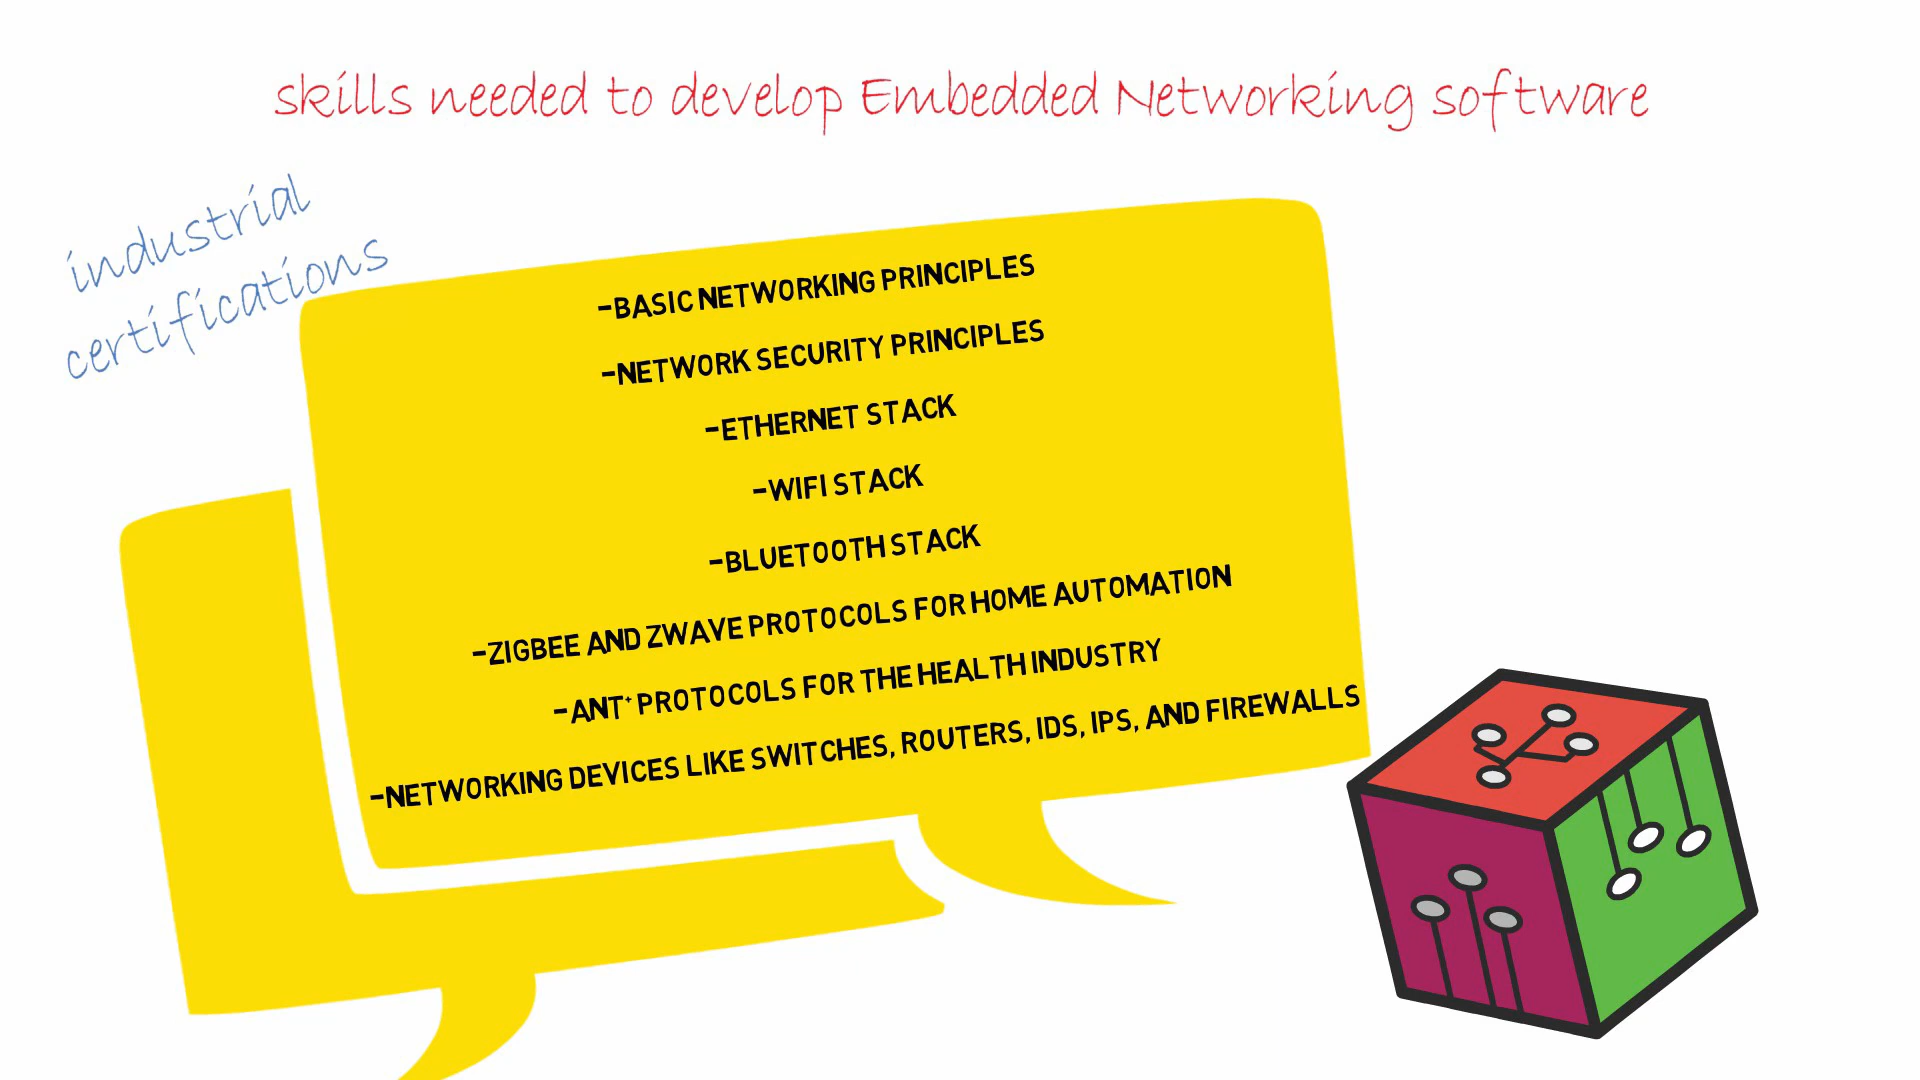 skills needed to develop Embedded Networking software
industrial
certifications
-BASIC NETWORKING PRINCIPLES
-NETWORK SECURITY PRINCIPLES
-ETHERNET STACK
-WIFI STACK
-BLUETOOTH STACK
-ZIGBEE AND ZWAVE PROTOCOLS FOR HOME AUTOMATION
-ANT+ PROTOCOLS FOR THE HEALTH INDUSTRY
-NETWORKING DEVICES LIKE SWITCHES, ROUTERS, IDS, IPS, AND FIREWALLS